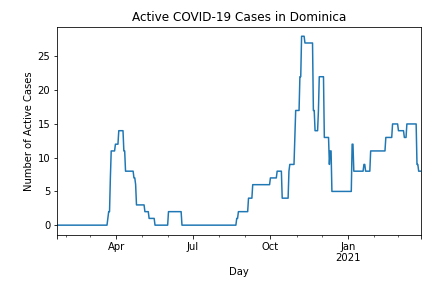 Active COVID-19 Cases in Dominica
Number of Active Cases
25
20
15
10
5
0
Apr
Jul
Oct
Jan
2021
Day